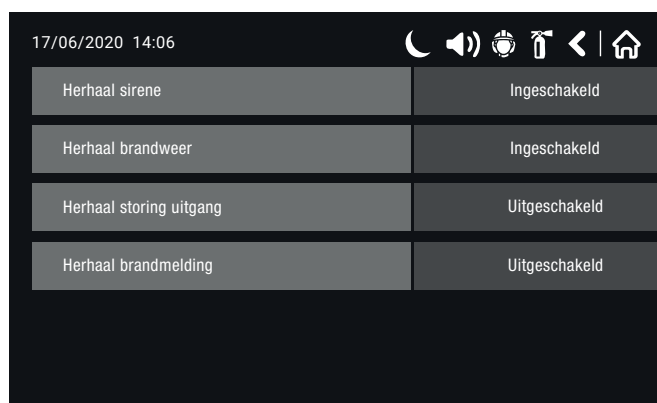 17/06/2020 14:06
Herhaal sirene Ingeschakeld
Herhaal brandweer Ingeschakeld
Herhaal storing uitgang Uitgeschakeld
Herhaal brandmelding Uitgeschakeld